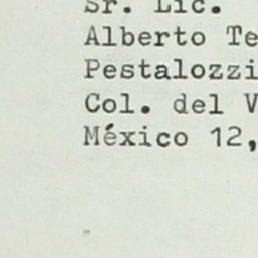 Sr. Lic.
Alberto Te
Pestalozzi
Col. del V
México 12,